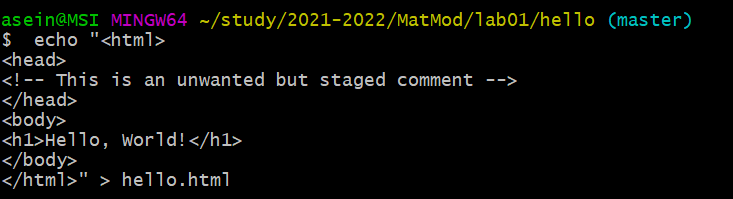 asein@MSI MINGW64 ~/study/2021-2022/MatMod/lab01/hello (master)
$  echo "<html>
<head>
<!-- This is an unwanted but staged comment -->
</head>
<body>
<h1>Hello, World!</h1>
</body>
</html>" > hello.html